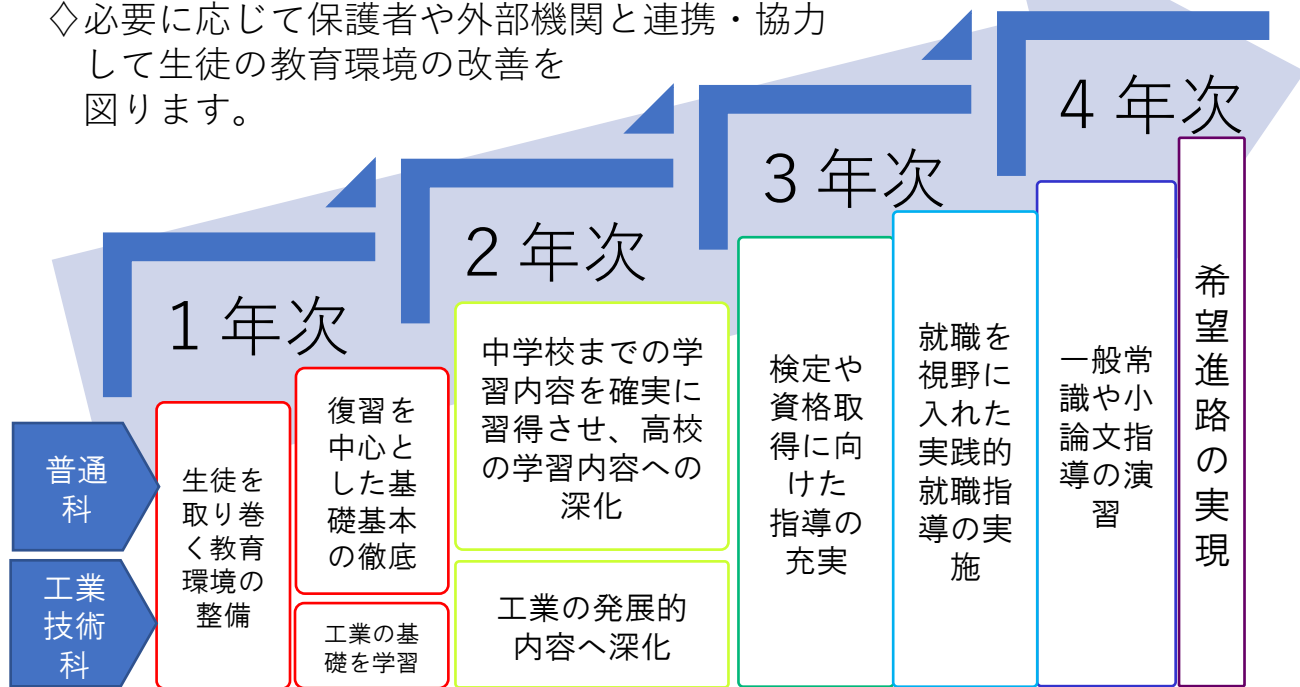 ◇必要に応じて保護者や外部機関と連携・協力
して生徒の教育環境の改善を
図ります。
1年次
2年次
3年次
4年次
普通
科
工業
技術
科
生徒を
取り巻
く教育
環境の
整備
復習を
中心と
した基
礎基本
の徹底
工業の基
礎を学習
中学校までの学
習内容を確実に
習得させ、高校
の学習内容への
深化
工業の発展的
内容へ深化
検定や
資格取
得に向
けた
指導の
充実
就職を
視野に
入れた
実践的
就職指
導の実
施
一般常
識や小
論文指
導の演
習
希望進路の実現